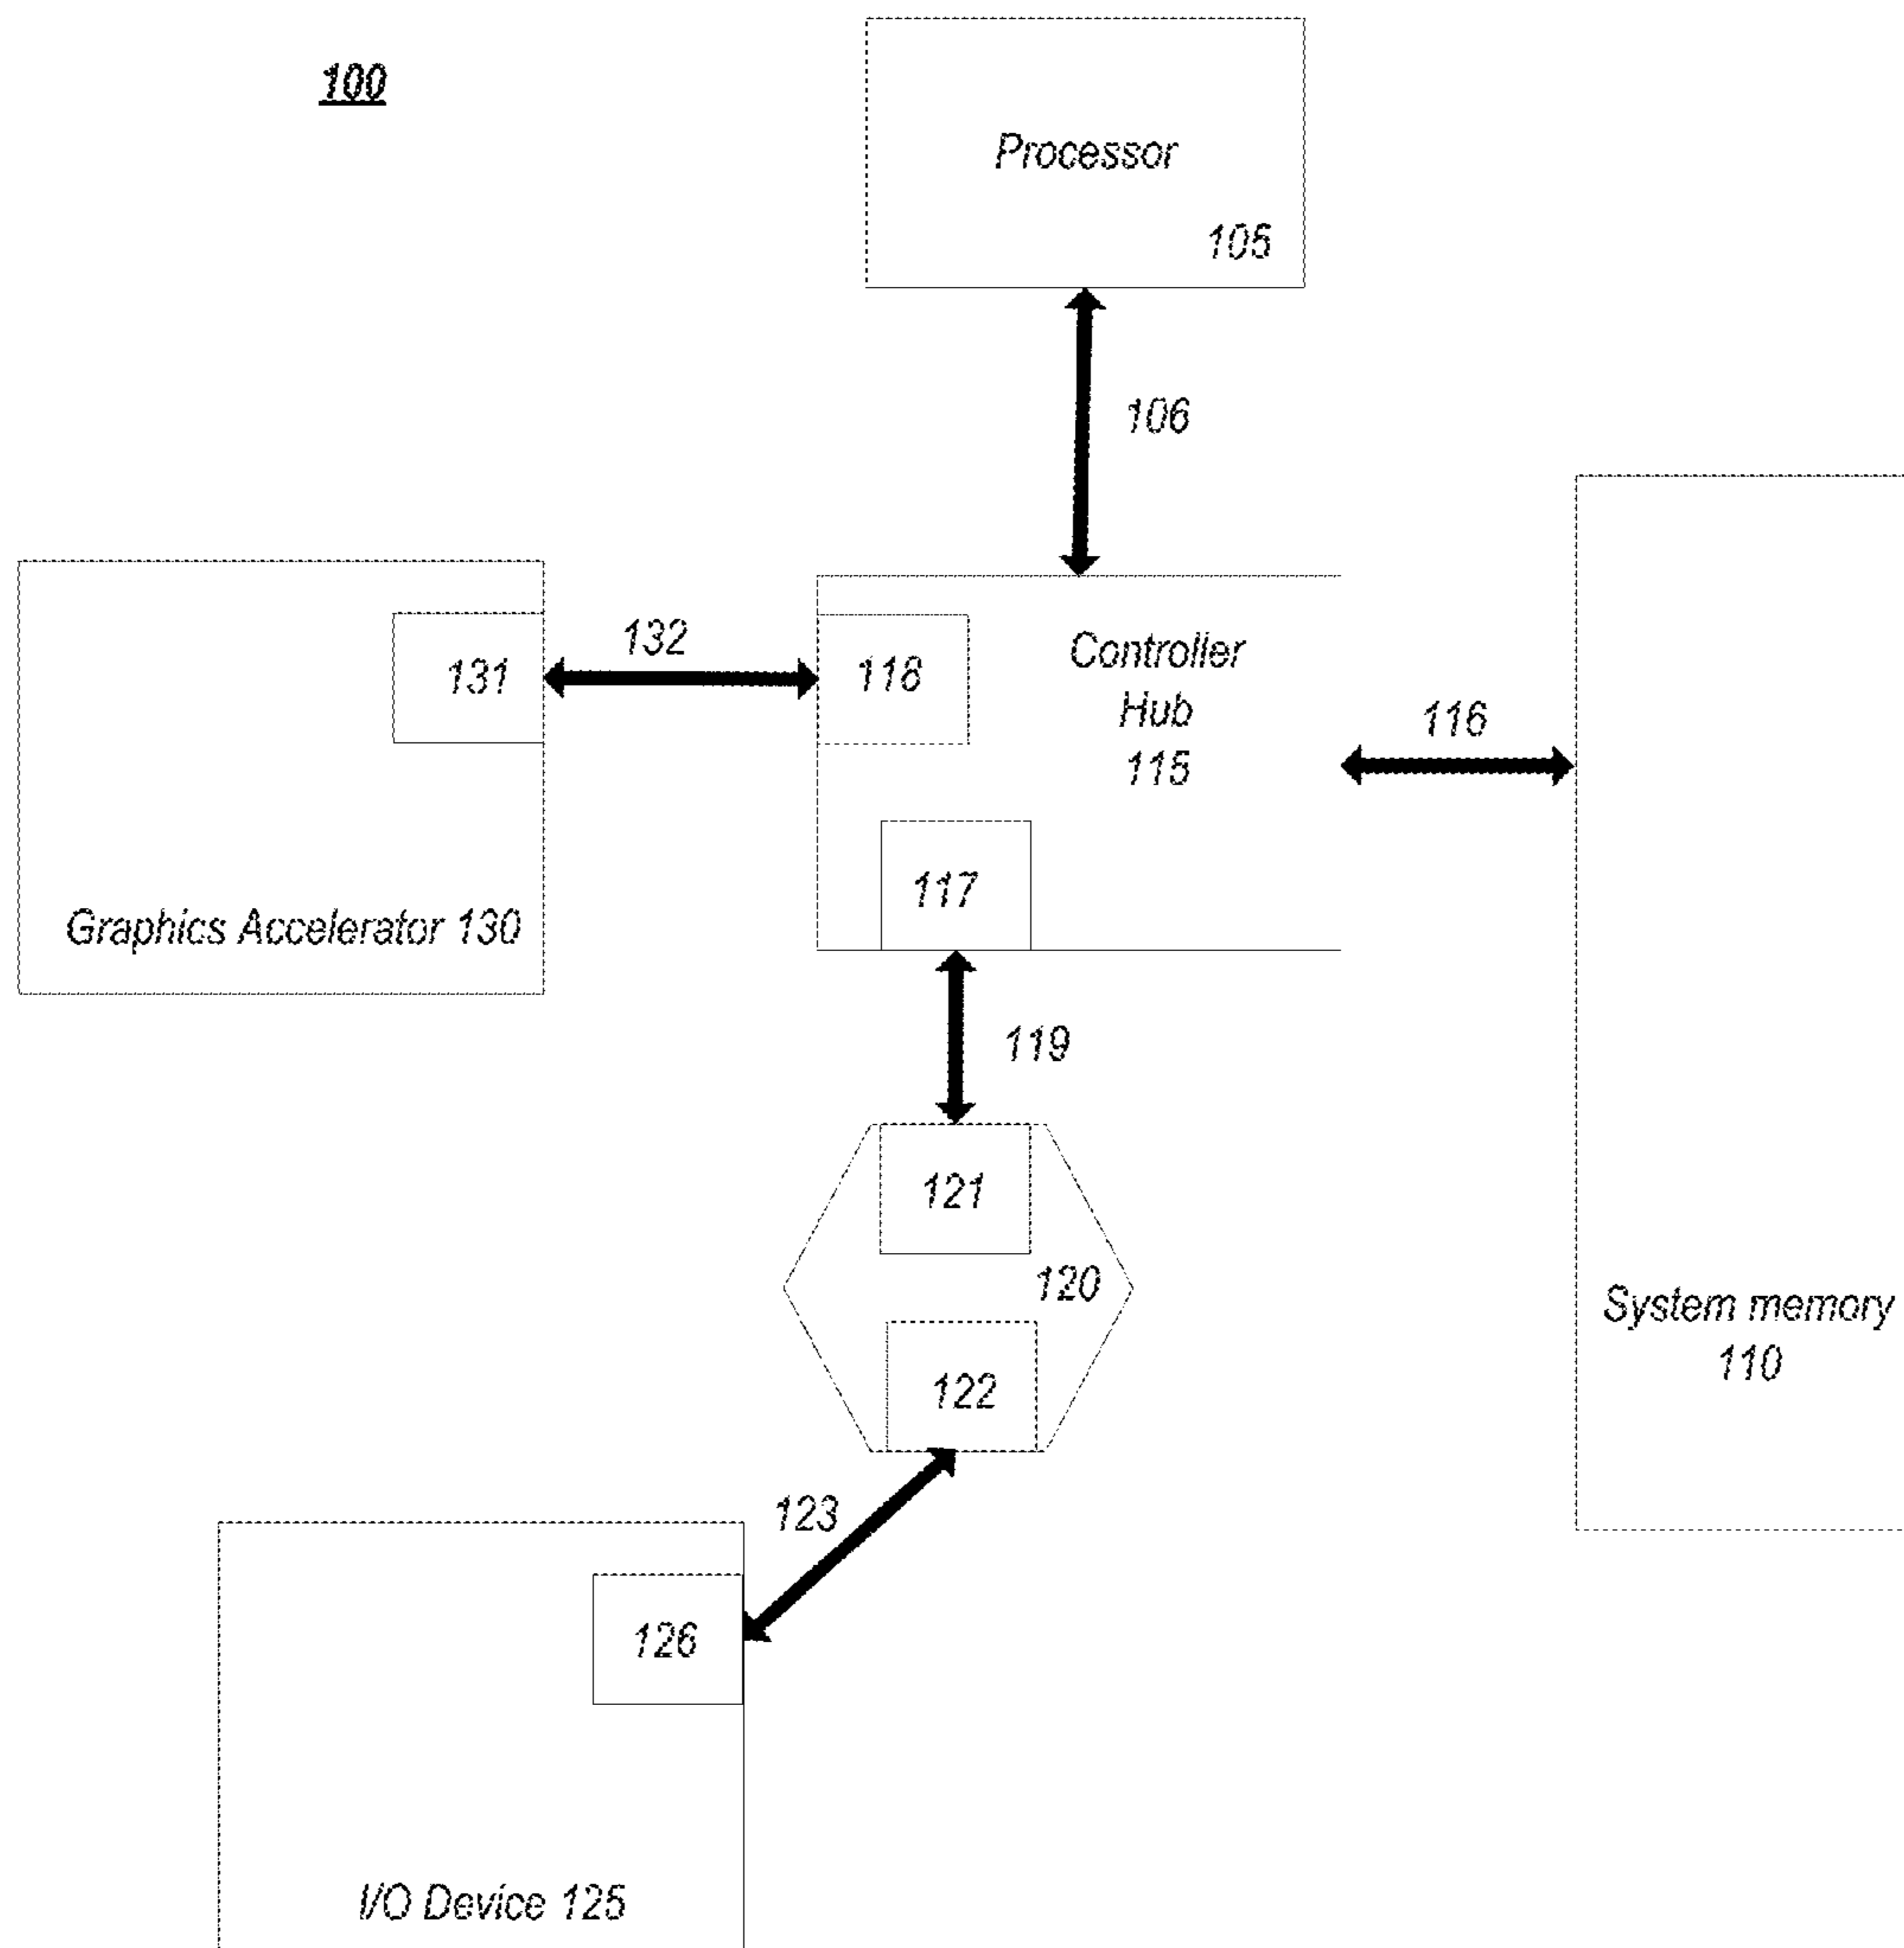 100
Processor
105
106
Controller
Hub
115
132
131
118
116
117
Graphics Accelerator 130
119
121
120
System memory
110
122
123
126
I/O Device 125